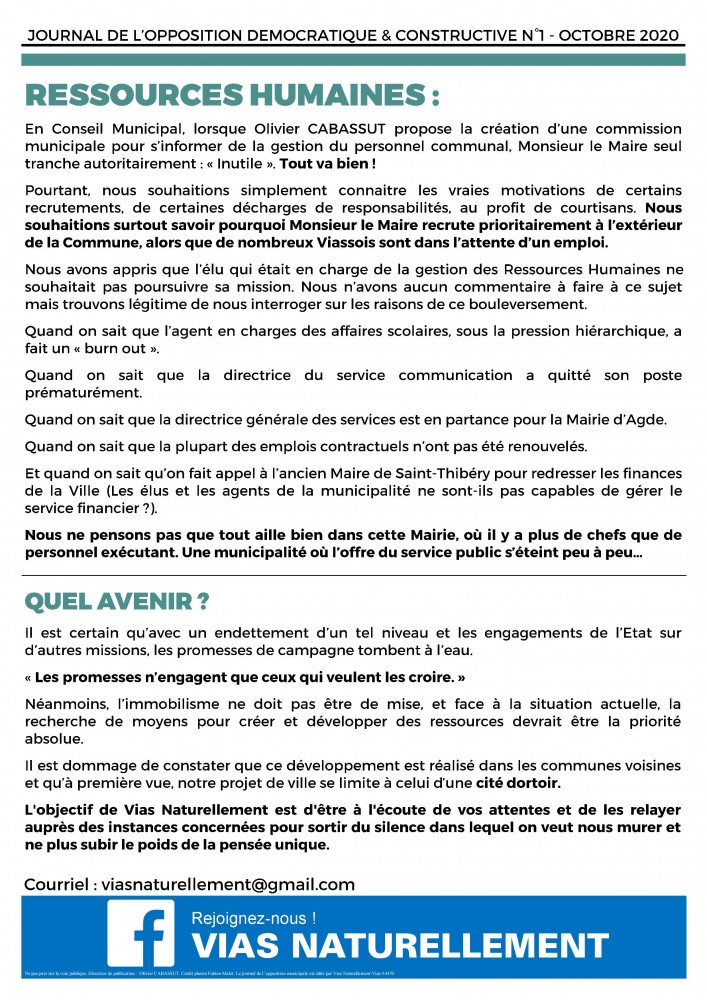 JOURNAL DE L'OPPOSITION DEMOCRATIQUE & CONSTRUCTIVE N°1 - OCTOBRE 2020
RESSOURCES HUMAINES :
En Conseil Municipal, lorsque Olivier CABASSUT propose la création d'une commission
municipale pour s'informer de la gestion du personnel communal, Monsieur le Maire seul
tranche autoritairement : « Inutile ». Tout va bien !
Pourtant, nous souhaitions simplement connaitre les vraies motivations de certains
recrutements, de certaines décharges de responsabilités, au profit de courtisans. Nous
souhaitions surtout savoir pourquoi Monsieur le Maire recrute prioritairement à l'extérieur
de la Commune, alors que de nombreux Viassois sont dans l'attente d'un emploi.
Nous avons appris que l'élu qui était en charge de la gestion des Ressources Humaines ne
souhaitait pas poursuivre sa mission. Nous n'avons aucun commentaire à faire à ce sujet
mais trouvons légitime de nous interroger sur les raisons de ce bouleversement.
Quand on sait que l'agent en charges des affaires scolaires, sous la pression hiérarchique, a
fait un « burn out ».
Quand on sait que la directrice du service communication a quitté son poste
prématurément.
Quand on sait que la directrice générale des services est en partance pour la Mairie d'Agde.
Quand on sait que la plupart des emplois contractuels n'ont pas été renouvelés.
Et quand on sait qu'on fait appel à l'ancien Maire de Saint-Thibéry pour redresser les finances
de la Ville (Les élus et les agents de la municipalité ne sont-ils pas capables de gérer le
service financier ?).
Nous ne pensons pas que tout aille bien dans cette Mairie, où il y a plus de chefs que de
personnel exécutant. Une municipalité où l'offre du service public s'éteint peu à peu...
QUEL AVENIR ?
Il est certain qu'avec un endettement d'un tel niveau et les engagements de l'Etat sur
d'autres missions, les promesses de campagne tombent à l'eau.
« Les promesses n'engagent que ceux qui veulent les croire. »
Néanmoins, l'immobilisme ne doit pas être de mise, et face à la situation actuelle, la
recherche de moyens pour créer et développer des ressources devrait être la priorité
absolue.
Il est dommage de constater que ce développement est réalisé dans les communes voisines
et qu'à première vue, notre projet de ville se limite à celui d'une cité dortoir.
L'objectif de Vias Naturellement est d'être à l'écoute de vos attentes et de les relayer
auprès des instances concernées pour sortir du silence dans lequel on veut nous murer et
ne plus subir le poids de la pensée unique.
Courriel : viasnaturellement@gmail.com
Rejoignez-nous !
VIAS NATURELLEMENT
Ne pas jeter sur la voie publique. Directeur de publications : Olivier CABASSUT. Crédit photos Fabien Malot. Le journal de l'opposition municipale est édité par Vias Naturellement-Vias-34450